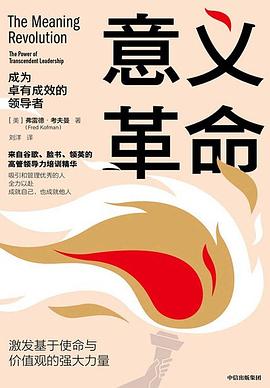 The Meaning
Revolution
The Power of
Transcendent Leadership
意义
革命
成为
卓有成效的
领导者
[美] 弗雷德·考夫曼 著
(Fred Kofman)
刘洋 译
来自谷歌、脸书、领英的
高管领导力培训精华
吸引和管理优秀的人
全力以赴
成就自己，也成就他人
激发基于使命与
价值观的强大力量
中信出版集团